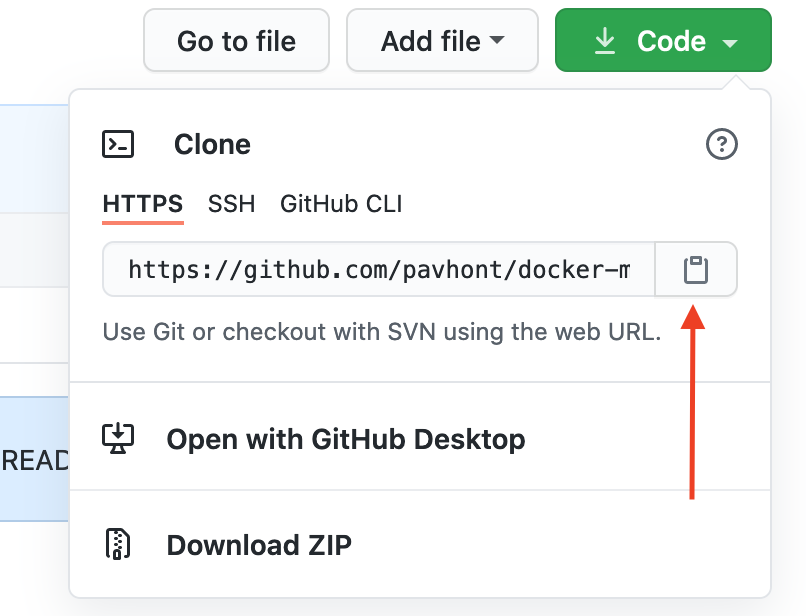 Go to file
Add file
Code
Clone
HTTPS
SSH
GitHub CLI
https://github.com/pavhont/docker-m
Use Git or checkout with SVN using the web URL.
READ
Open with GitHub Desktop
Download ZIP